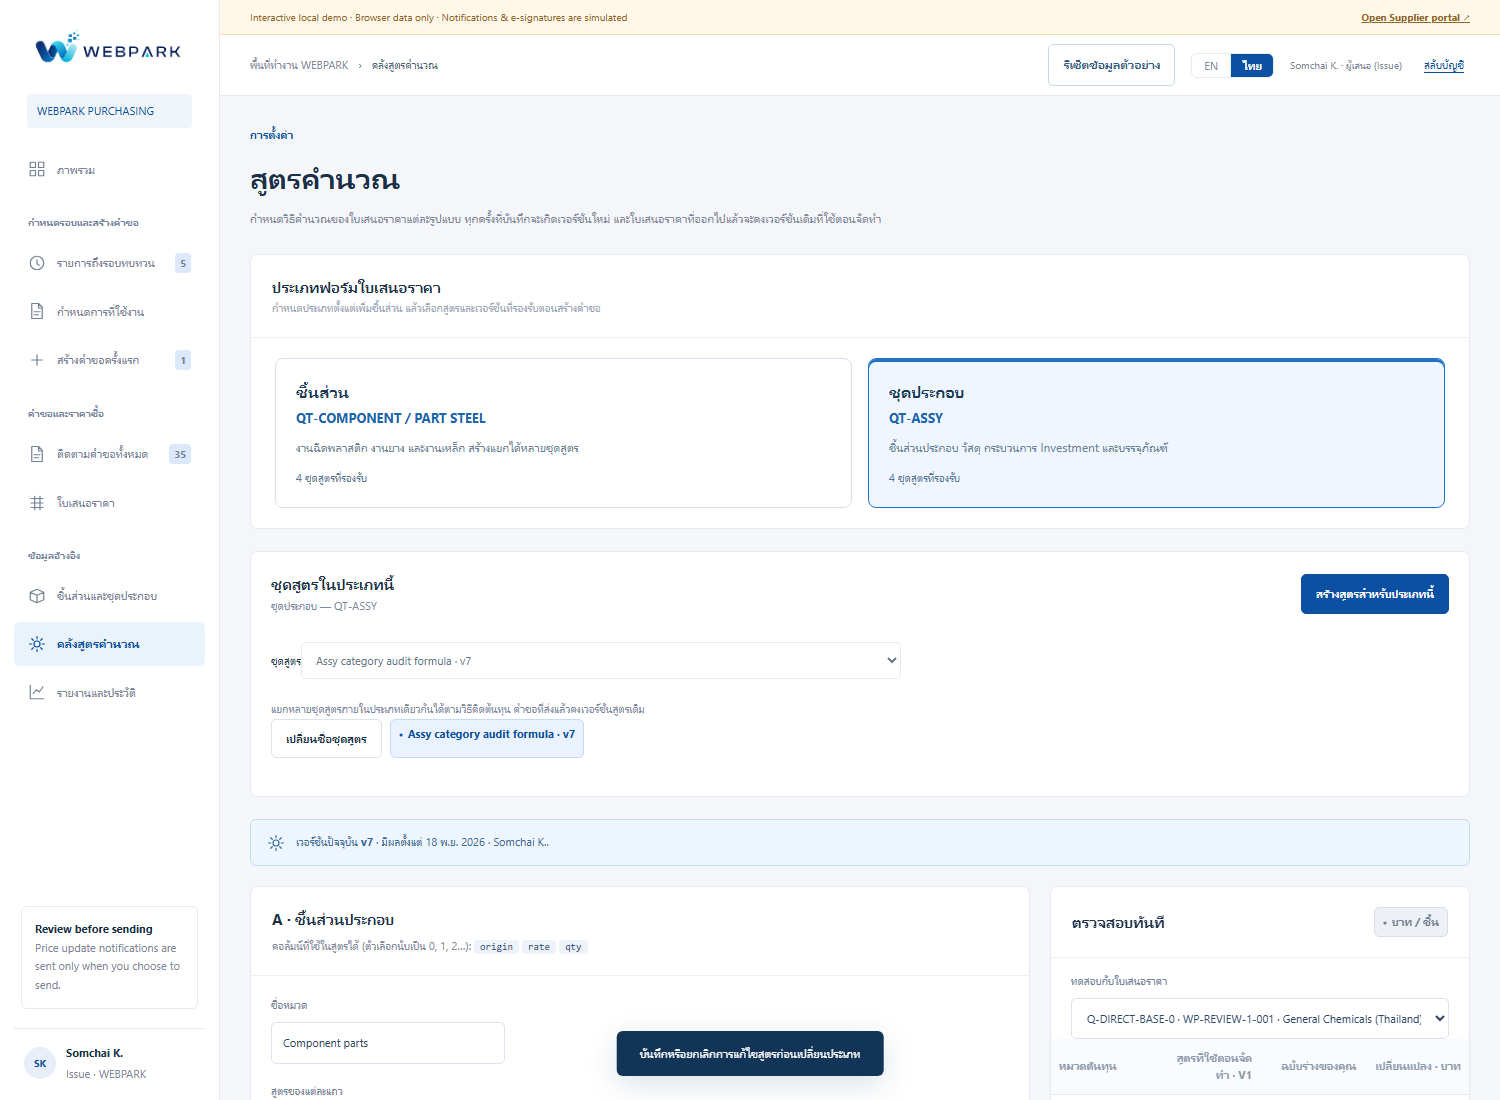 Interactive local demo · Browser data only · Notifications & e-signatures are simulated
Open Supplier portal ↗
WEBPARK
พื้นที่ทำงาน WEBPARK › คลังสูตรคำนวณ
รีเซ็ตข้อมูลตัวอย่าง
EN ไทย
Somchai K. · ผู้เสนอ (Issue)
สลับบัญชี
WEBPARK PURCHASING
ภาพรวม
กำหนดรอบและสร้างคำขอ
รายการถึงรอบทบทวน 5
กำหนดการที่ใช้งาน
สร้างคำขอครั้งแรก 1
คำขอและราคาซื้อ
ติดตามคำขอทั้งหมด 35
ใบเสนอราคา
ข้อมูลอ้างอิง
ชิ้นส่วนและชุดประกอบ
คลังสูตรคำนวณ
รายงานและประวัติ
Review before sending
Price update notifications are
sent only when you choose to
send.
SK
Somchai K.
Issue · WEBPARK
การตั้งค่า
สูตรคำนวณ
กำหนดวิธีคำนวณของใบเสนอราคาแต่ละรูปแบบ ทุกครั้งที่บันทึกจะเกิดเวอร์ชันใหม่ และใบเสนอราคาที่ออกไปแล้วจะคงเวอร์ชันเดิมที่ใช้ตอนจัดทำ
ประเภทฟอร์มใบเสนอราคา
กำหนดประเภทตั้งแต่เพิ่มชิ้นส่วน แล้วเลือกสูตรและเวอร์ชันที่รองรับตอนสร้างคำขอ
ชิ้นส่วน
QT-COMPONENT / PART STEEL
งานฉีดพลาสติก งานยาง และงานเหล็ก สร้างแยกได้หลายชุดสูตร
4 ชุดสูตรที่รองรับ
ชุดประกอบ
QT-ASSY
ชิ้นส่วนประกอบ วัสดุ กระบวนการ Investment และบรรจุภัณฑ์
4 ชุดสูตรที่รองรับ
ชุดสูตรในประเภทนี้
ชุดประกอบ — QT-ASSY
สร้างสูตรสำหรับประเภทนี้
ชุดสูตร
Assy category audit formula · v7
แยกหลายชุดสูตรภายในประเภทเดียวกันได้ตามวิธีคิดต้นทุน คำขอที่ส่งแล้วคงเวอร์ชันสูตรเดิม
เปลี่ยนชื่อชุดสูตร
• Assy category audit formula · v7
เวอร์ชันปัจจุบัน v7 · มีผลตั้งแต่ 18 พ.ย. 2026 · Somchai K..
A · ชิ้นส่วนประกอบ
คอลัมน์ที่ใช้ในสูตรได้ (ตัวเลือกนับเป็น 0, 1, 2...): origin rate qty
ชื่อหมวด
Component parts
สูตรของแต่ละแถว
ตรวจสอบทันที
• บาท / ชิ้น
ทดสอบกับใบเสนอราคา
Q-DIRECT-BASE-0 · WP-REVIEW-1-001 · General Chemicals (Thailand)
หมวดต้นทุน
สูตรที่ใช้ตอนจัด
ทำ · V1
ฉบับร่างของคุณ
เปลี่ยนแปลง · บาท
บันทึกหรือยกเลิกการแก้ไขสูตรก่อนเปลี่ยนประเภท